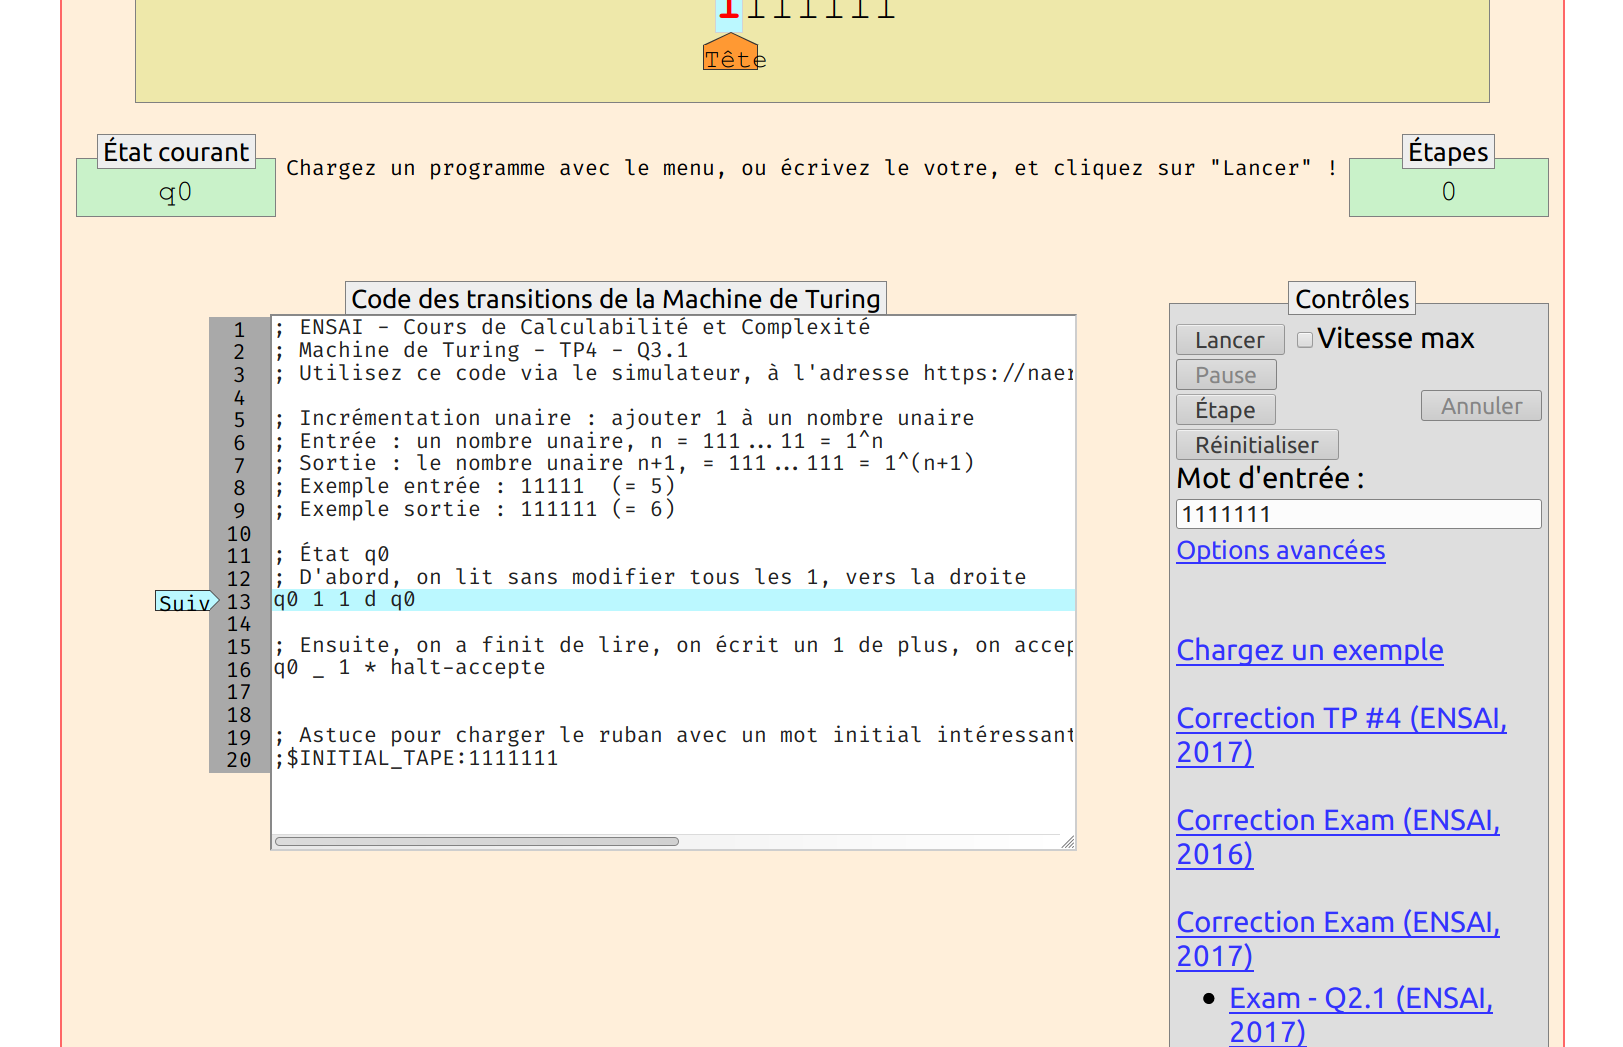 1111111
Tête
État courant
q0
Chargez un programme avec le menu, ou écrivez le votre, et cliquez sur "Lancer" !
Étapes
0
Code des transitions de la Machine de Turing
1 ; ENSAI - Cours de Calculabilité et Complexité
2 ; Machine de Turing - TP4 - Q3.1
3 ; Utilisez ce code via le simulateur, à l'adresse https://naer
4
5 ; Incrémentation unaire : ajouter 1 à un nombre unaire
6 ; Entrée : un nombre unaire, n = 111...11 = 1^n
7 ; Sortie : le nombre unaire n+1, = 111...111 = 1^(n+1)
8 ; Exemple entrée : 11111  (= 5)
9 ; Exemple sortie : 111111 (= 6)
10
11 ; État q0
12 ; D'abord, on lit sans modifier tous les 1, vers la droite
Suiv 13 q0 1 1 d q0
14
15 ; Ensuite, on a finit de lire, on écrit un 1 de plus, on accep
16 q0 _ 1 * halt-accepte
17
18
19 ; Astuce pour charger le ruban avec un mot initial intéressant
20 ;$INITIAL_TAPE:1111111
Contrôles
Lancer Vitesse max
Pause
Étape Annuler
Réinitialiser
Mot d'entrée :
1111111
Options avancées
Chargez un exemple
Correction TP #4 (ENSAI,
2017)
Correction Exam (ENSAI,
2016)
Correction Exam (ENSAI,
2017)
• Exam - Q2.1 (ENSAI,
2017)